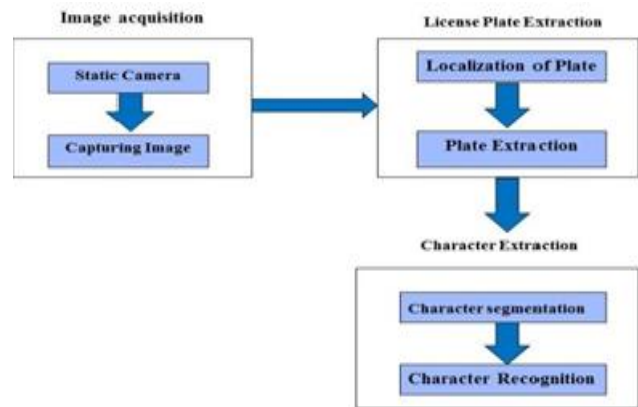 Image acquisition
Static Camera
Capturing Image
License Plate Extraction
Localization of Plate
Plate Extraction
Character Extraction
Character segmentation
Character Recognition